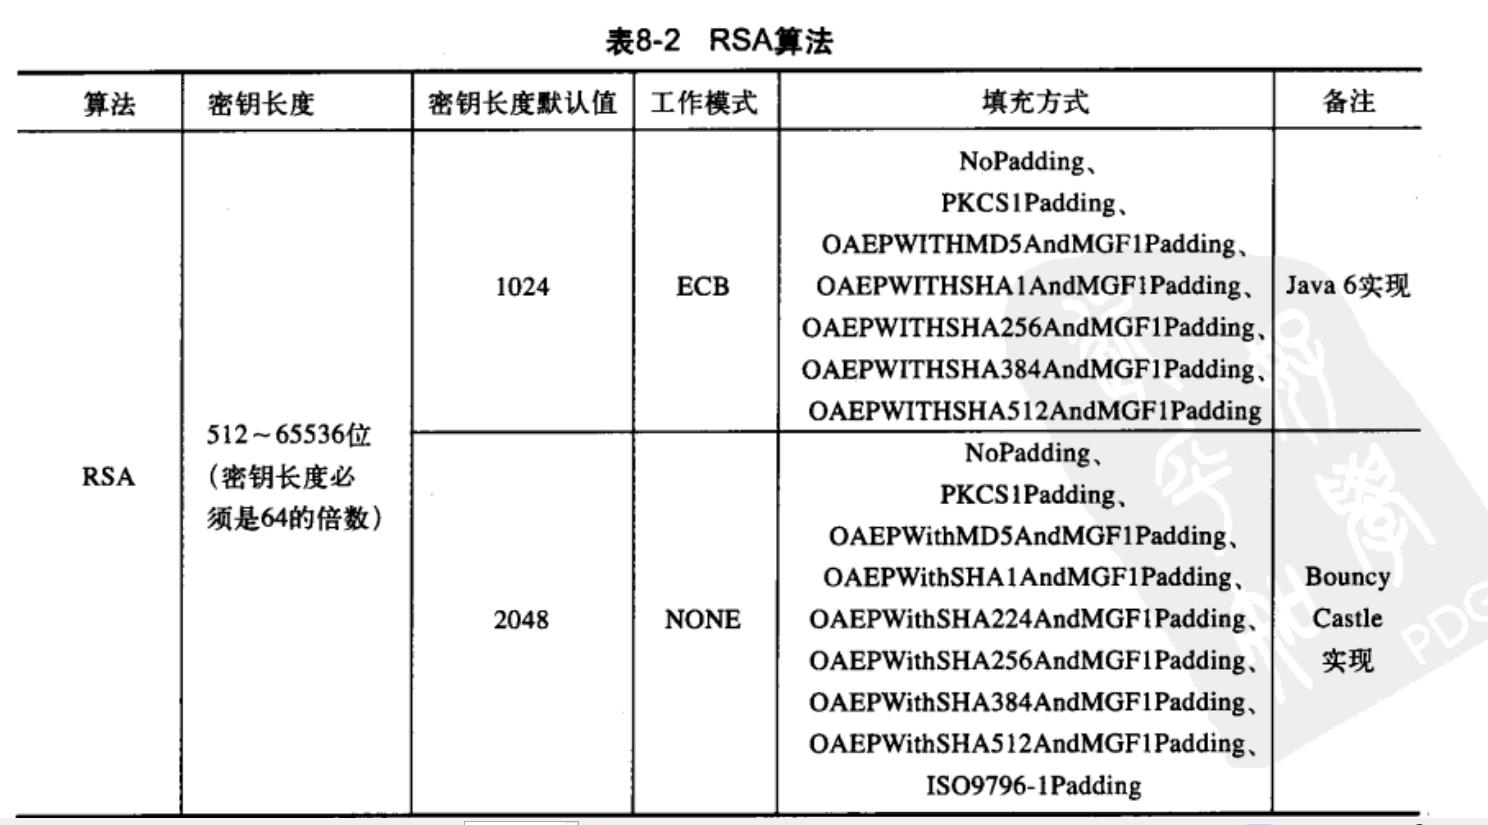 表8-2 RSA算法
算法 密钥长度 密钥长度默认值 工作模式 填充方式 备注
RSA
512~65536位
(密钥长度必
须是64的倍数)
1024
ECB
NoPadding、
PKCS1Padding、
OAEPWITHMD5AndMGF1Padding、
OAEPWITHSHA1AndMGF1Padding、
OAEPWITHSHA256AndMGF1Padding、
OAEPWITHSHA384AndMGF1Padding、
OAEPWITHSHA512AndMGF1Padding
Java 6实现
2048
NONE
NoPadding、
PKCS1Padding、
OAEPWithMD5AndMGF1Padding、
OAEPWithSHA1AndMGF1Padding、
OAEPWithSHA224AndMGF1Padding、
OAEPWithSHA256AndMGF1Padding、
OAEPWithSHA384AndMGF1Padding、
OAEPWithSHA512AndMGF1Padding、
ISO9796-1Padding
Bouncy
Castle
实现
PDG